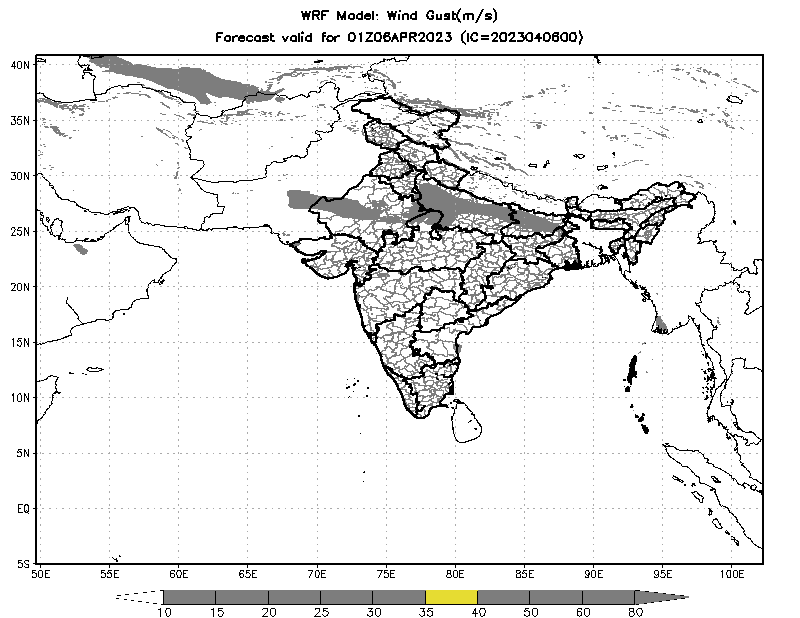 WRF Model: Wind Gust(m/s)
Forecast valid for 01Z06APR2023 (IC=2023040600)
40N
35N
30N
25N
20N
15N
10N
5N
EQ
5S
50E 55E 60E 65E 70E 75E 80E 85E 90E 95E 100E
10 15 20 25 30 35 40 50 60 80